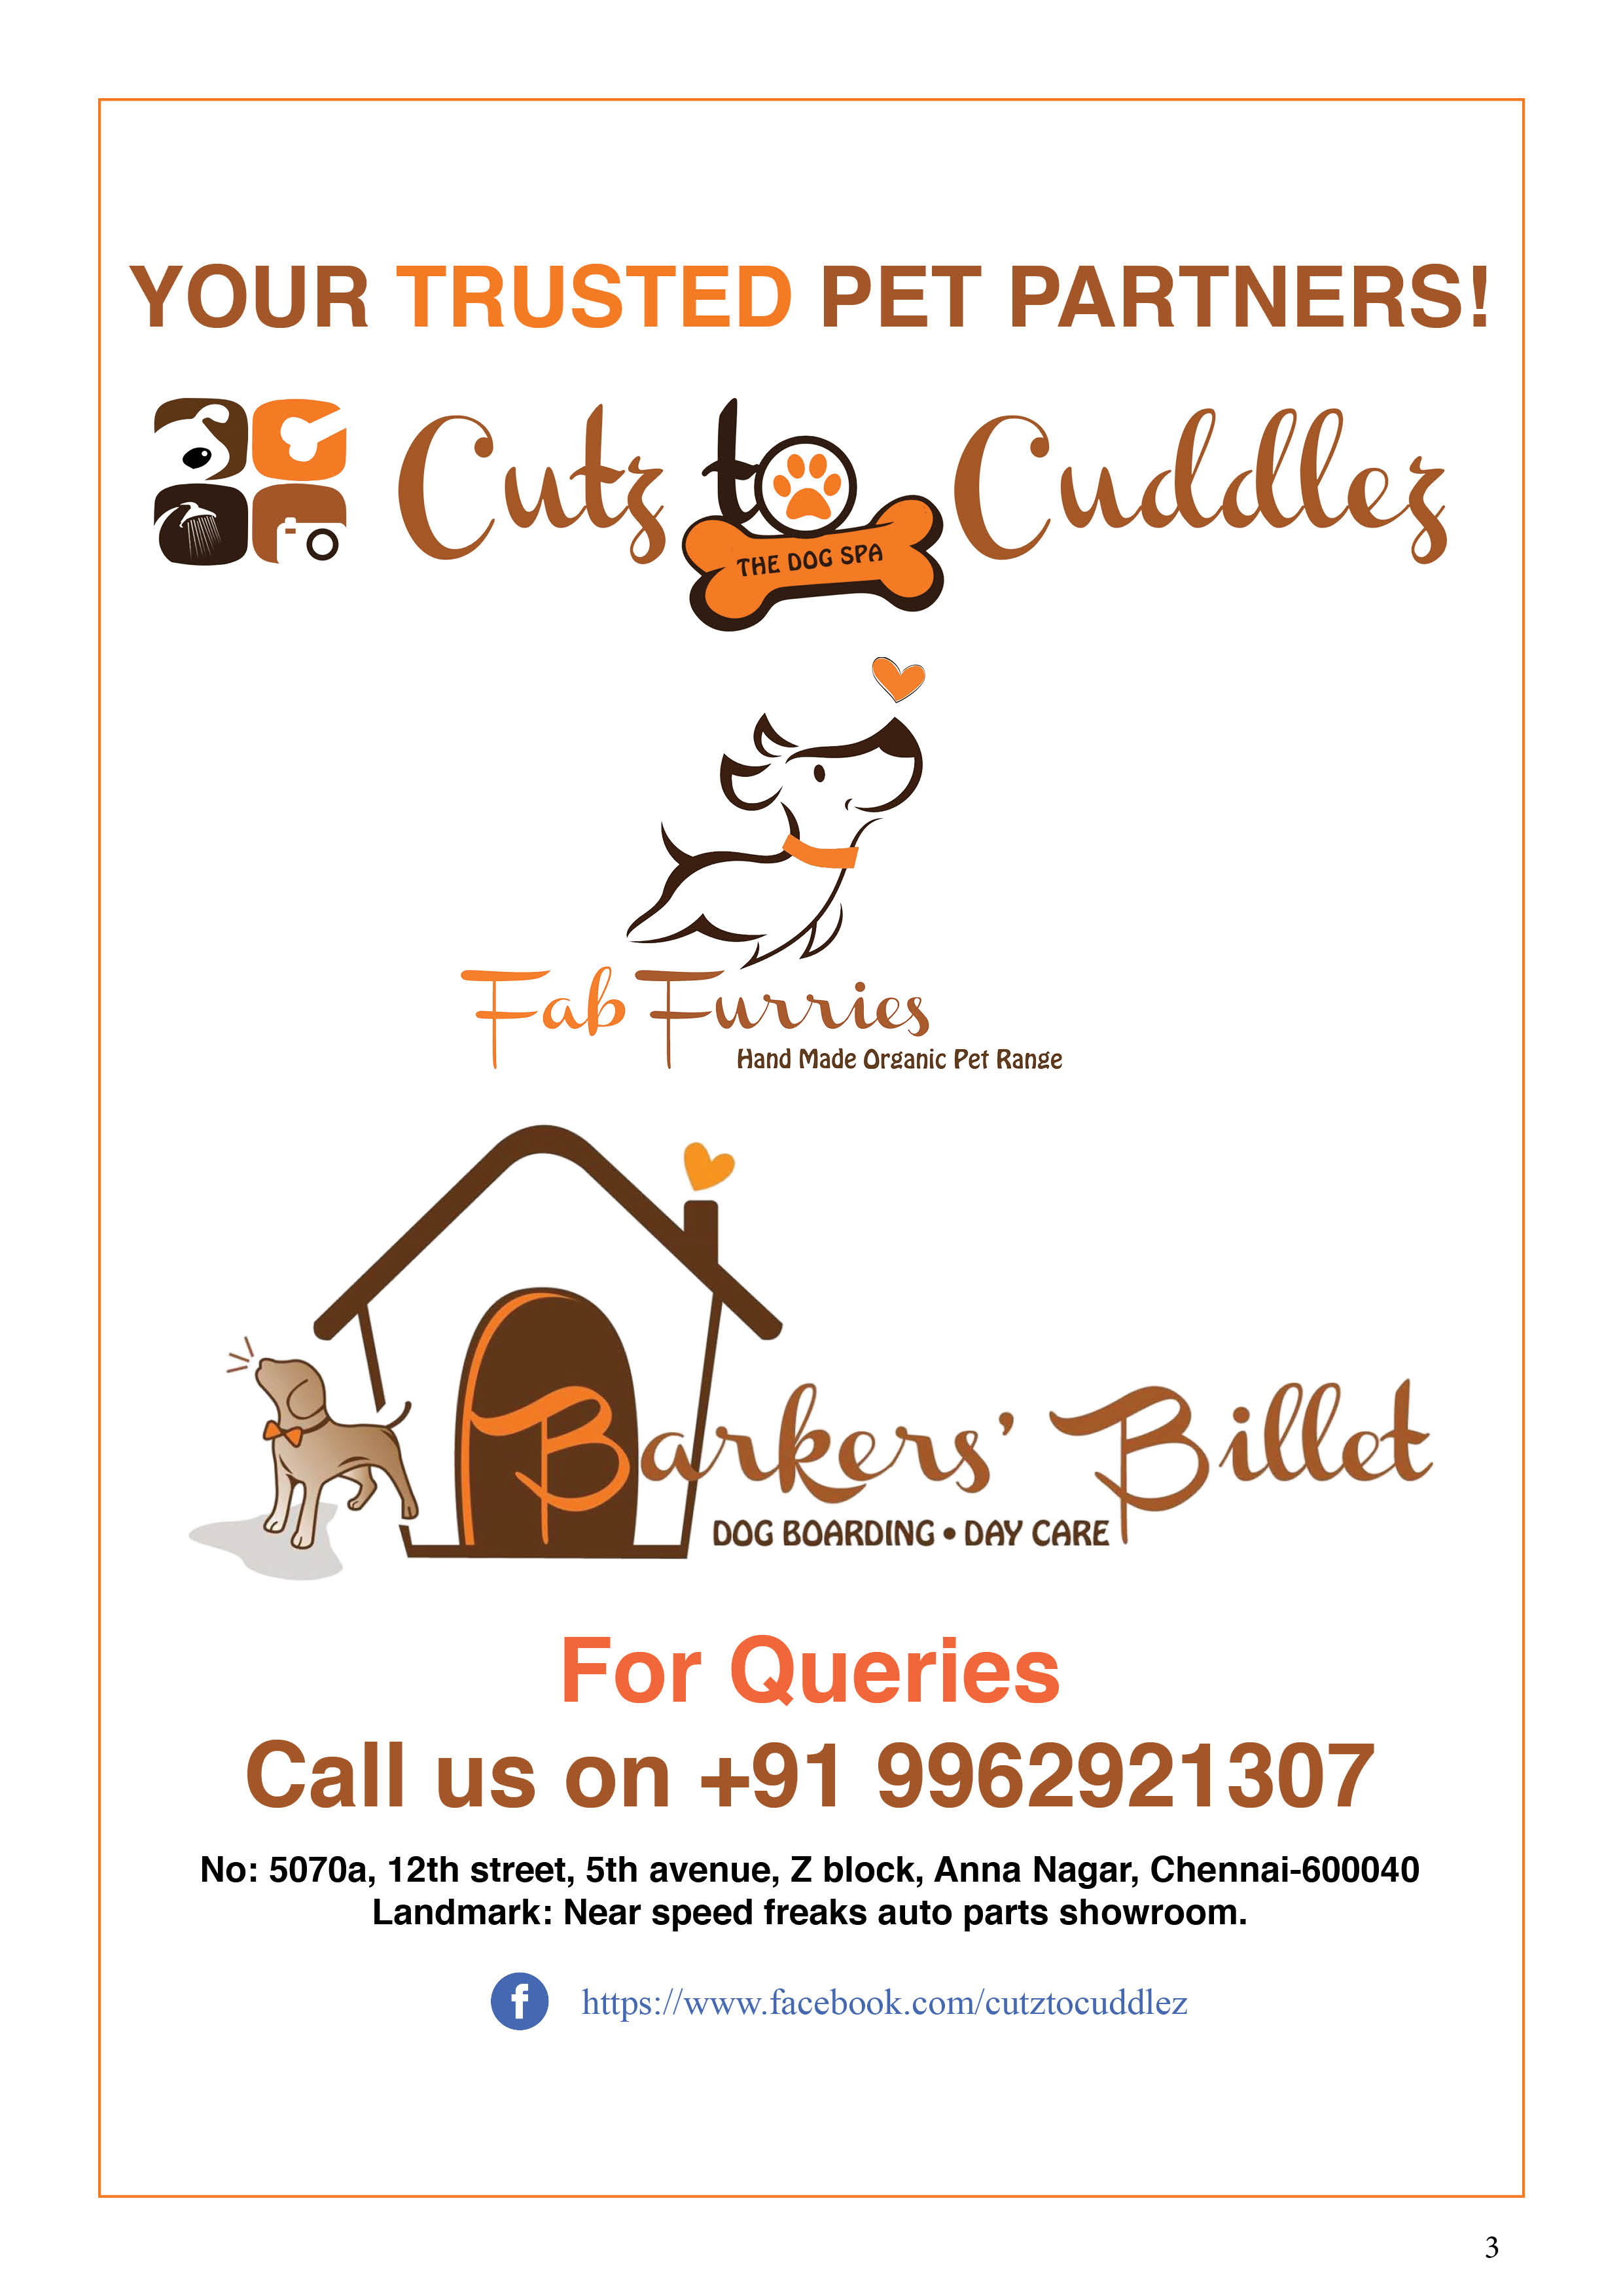 YOUR TRUSTED PET PARTNERS!
Cutz to Cuddlez
THE DOG SPA
Fab Furries
Hand Made Organic Pet Range
Barkers' Billet
DOG BOARDING • DAY CARE
For Queries
Call us on +91 9962921307
No: 5070a, 12th street, 5th avenue, Z block, Anna Nagar, Chennai-600040
Landmark: Near speed freaks auto parts showroom.
https://www.facebook.com/cutztocuddlez
3